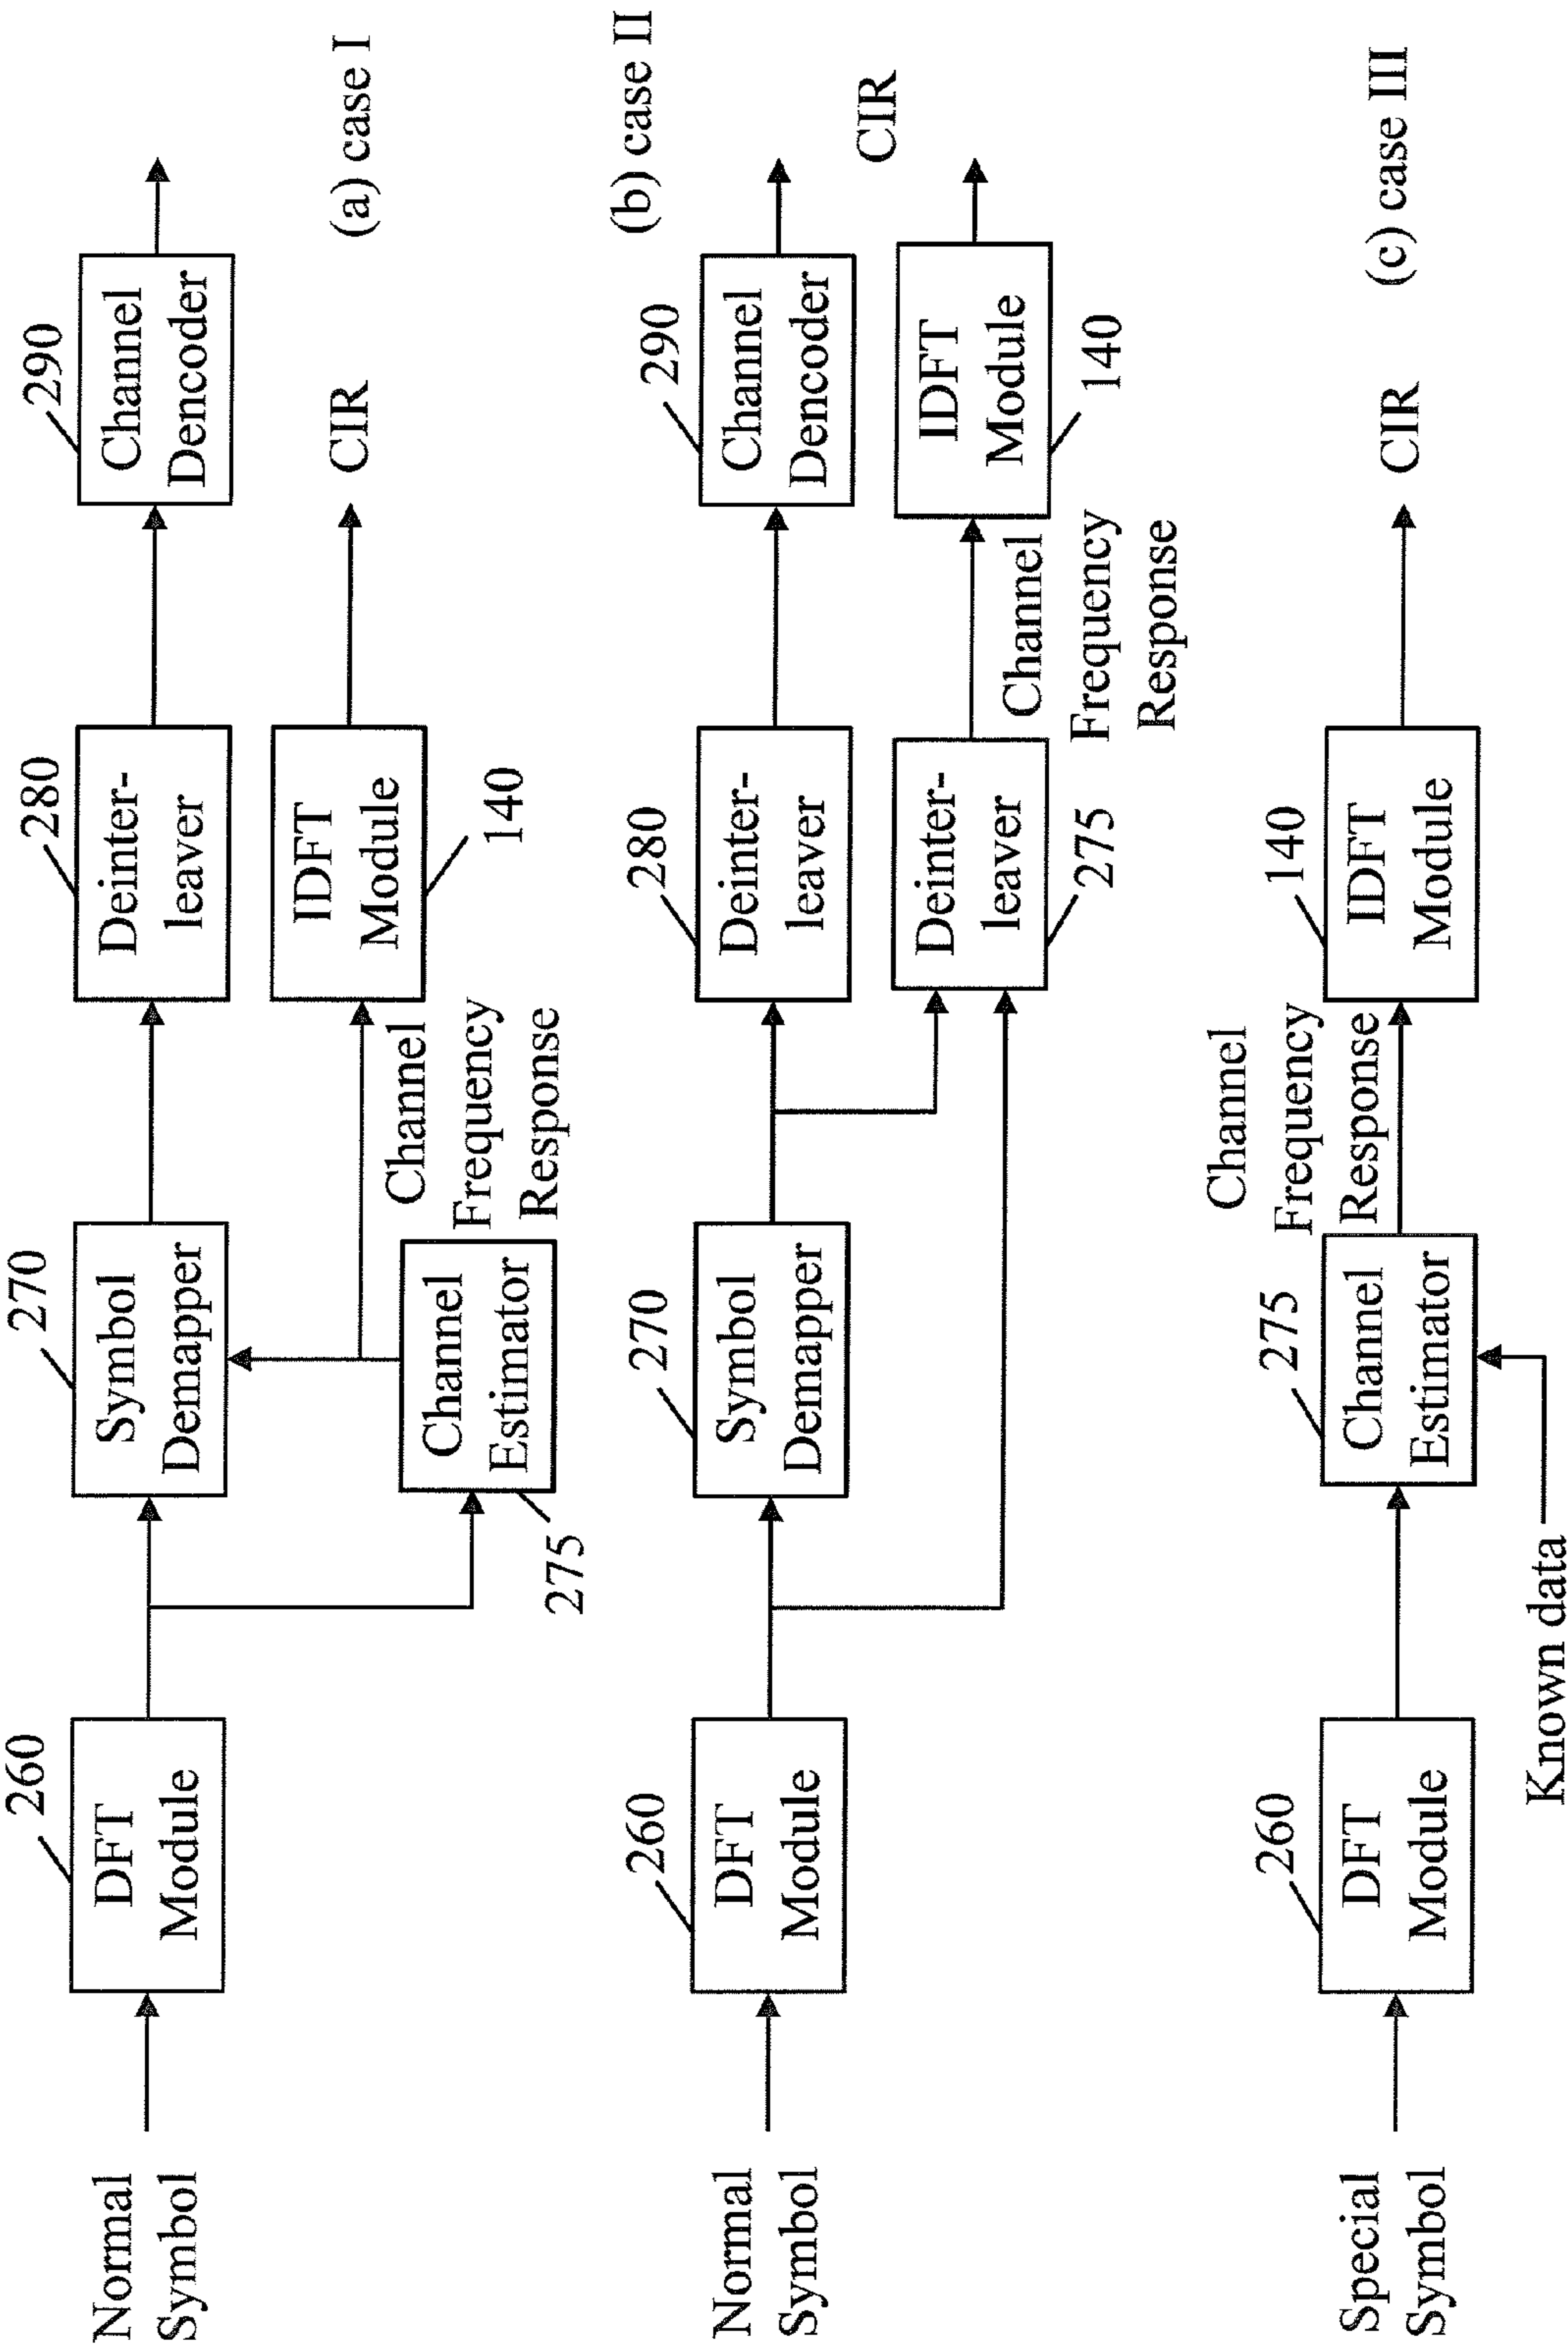 Normal
Symbol
260
DFT
Module
270
Symbol
Demapper
280
Deinter-
leaver
290
Channel
Dencoder
275
Channel
Estimator
Channel
Frequency
Response
IDFT
Module
140
CIR
(a) case I
Normal
Symbol
260
DFT
Module
270
Symbol
Demapper
280
Deinter-
leaver
290
Channel
Dencoder
Deinter-
leaver
275
Channel
Frequency
Response
IDFT
Module
140
CIR
(b) case II
Special
Symbol
260
DFT
Module
275
Channel
Estimator
Known data
Channel
Frequency
Response
140
IDFT
Module
CIR
(c) case III